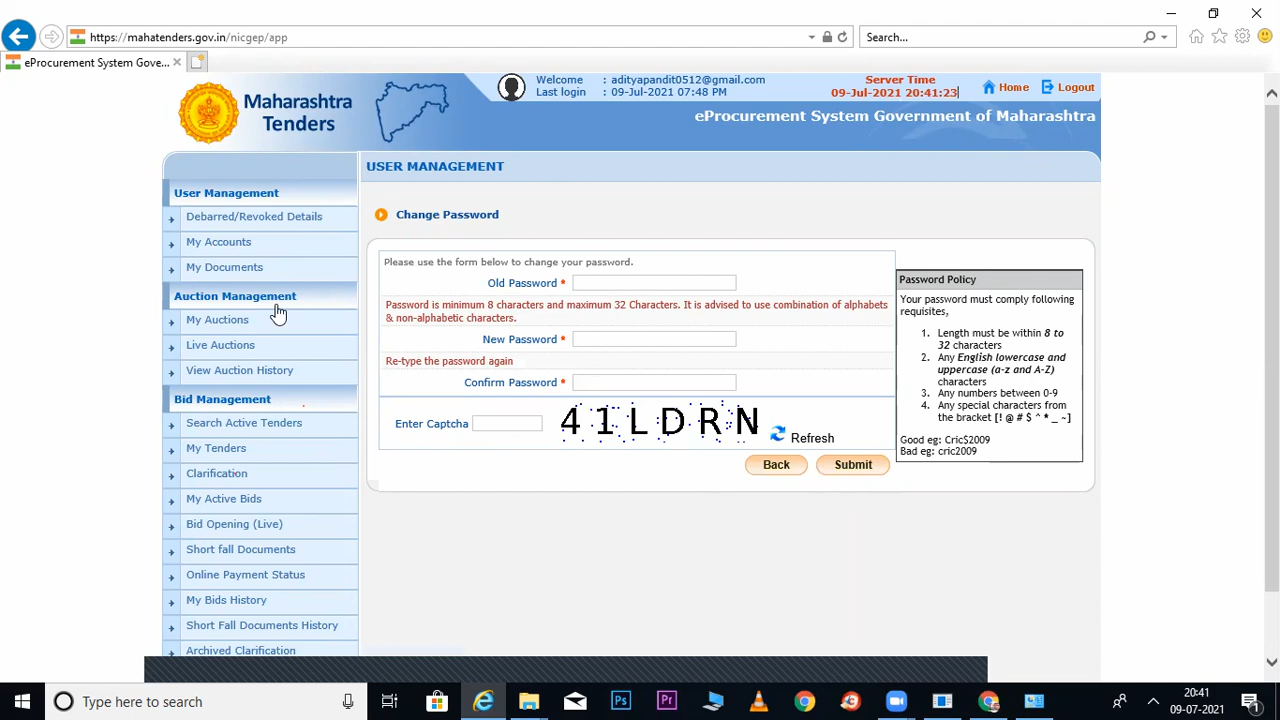 https://mahatenders.gov.in/nicgep/app
Search...
eProcurement System Gove...
Maharashtra
Tenders
Welcome : adityapandit0512@gmail.com
Last login : 09-Jul-2021 07:48 PM
Server Time
09-Jul-2021 20:41:23
Home
Logout
eProcurement System Government of Maharashtra
User Management
Debarred/Revoked Details
My Accounts
My Documents
Auction Management
My Auctions
Live Auctions
View Auction History
Bid Management
Search Active Tenders
My Tenders
Clarification
My Active Bids
Bid Opening (Live)
Short fall Documents
Online Payment Status
My Bids History
Short Fall Documents History
Archived Clarification
USER MANAGEMENT
Change Password
Please use the form below to change your password.
Old Password *
Password is minimum 8 characters and maximum 32 Characters. It is advised to use combination of alphabets
& non-alphabetic characters.
New Password *
Re-type the password again
Confirm Password *
Enter Captcha
41LDRN
Refresh
Back
Submit
Password Policy
Your password must comply following
requisites,
1. Length must be within 8 to
32 characters
2. Any English lowercase and
uppercase (a-z and A-Z)
characters
3. Any numbers between 0-9
4. Any special characters from
the bracket [! @ # $ ^ * _ ~]
Good eg: Cric$2009
Bad eg: cric2009
Type here to search
Ps
Pr
20:41
09-07-2021
1